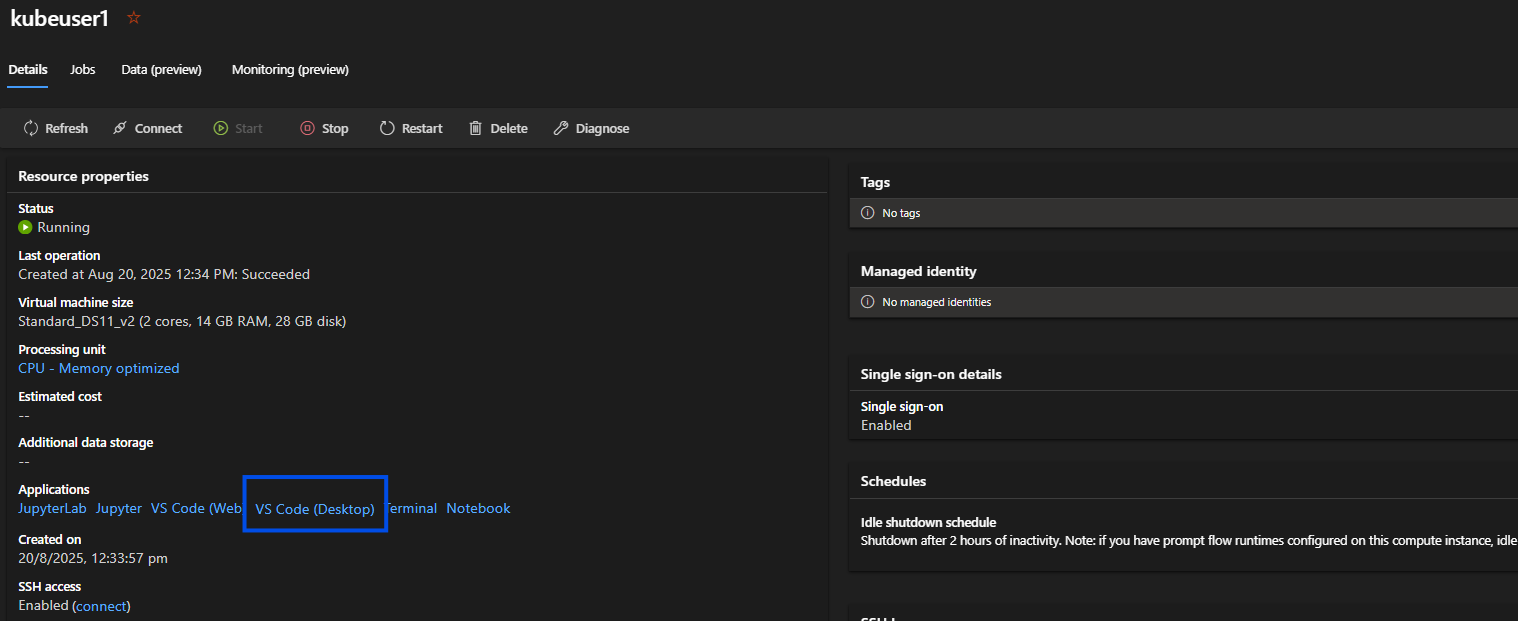 kubeuser1
Details Jobs Data (preview) Monitoring (preview)
Refresh Connect Start Stop Restart Delete Diagnose
Resource properties
Status
Running
Last operation
Created at Aug 20, 2025 12:34 PM: Succeeded
Virtual machine size
Standard_DS11_v2 (2 cores, 14 GB RAM, 28 GB disk)
Processing unit
CPU - Memory optimized
Estimated cost
--
Additional data storage
--
Applications
JupyterLab Jupyter VS Code (Web VS Code (Desktop) Terminal Notebook
Created on
20/8/2025, 12:33:57 pm
SSH access
Enabled (connect)
Tags
No tags
Managed identity
No managed identities
Single sign-on details
Single sign-on
Enabled
Schedules
Idle shutdown schedule
Shutdown after 2 hours of inactivity. Note: if you have prompt flow runtimes configured on this compute instance, idle